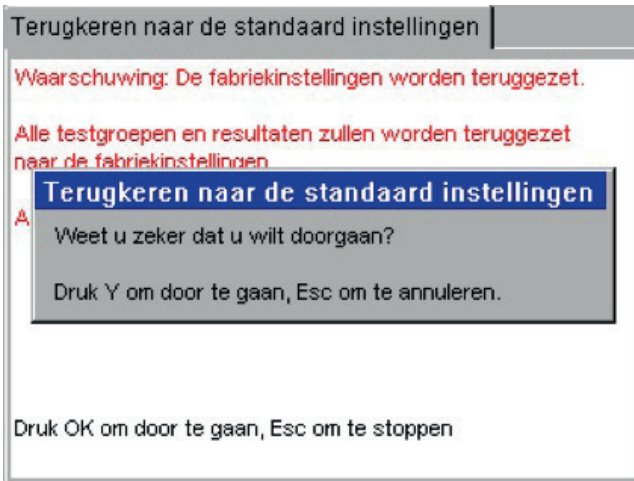 Terugkeren naar de standaard instellingen
Waarschuwing: De fabriekinstellingen worden teruggezet.
Alle testgroepen en resultaten zullen worden teruggezet
naar de fabriekinstellingen
A
Terugkeren naar de standaard instellingen
Weet u zeker dat u wilt doorgaan?
Druk Y om door te gaan, Esc om te annuleren.
Druk OK om door te gaan, Esc om te stoppen